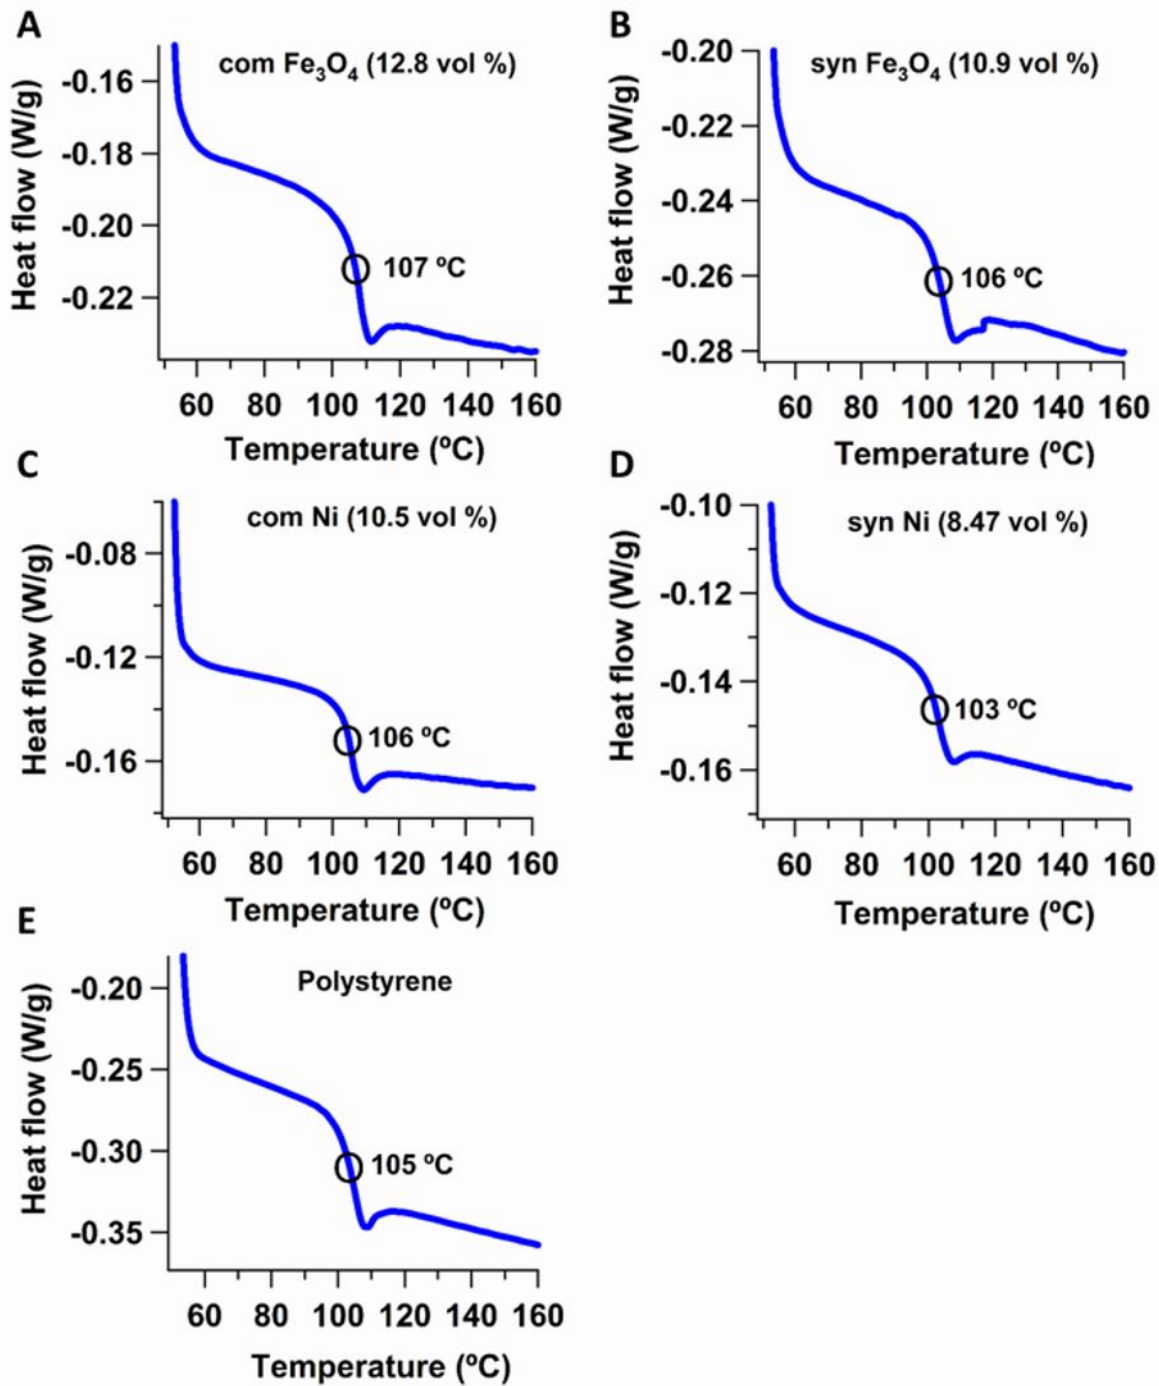 A
com Fe₃O₄ (12.8 vol %)
Heat flow (W/g)
-0.16
-0.18
-0.20
-0.22
107 ºC
60 80 100 120 140 160
Temperature (ºC)
B
syn Fe₃O₄ (10.9 vol %)
Heat flow (W/g)
-0.20
-0.22
-0.24
-0.26
-0.28
106 ºC
60 80 100 120 140 160
Temperature (ºC)
C
com Ni (10.5 vol %)
Heat flow (W/g)
-0.08
-0.12
-0.16
106 ºC
60 80 100 120 140 160
Temperature (ºC)
D
syn Ni (8.47 vol %)
Heat flow (W/g)
-0.10
-0.12
-0.14
-0.16
103 ºC
60 80 100 120 140 160
Temperature (ºC)
E
Polystyrene
Heat flow (W/g)
-0.20
-0.25
-0.30
-0.35
105 ºC
60 80 100 120 140 160
Temperature (ºC)